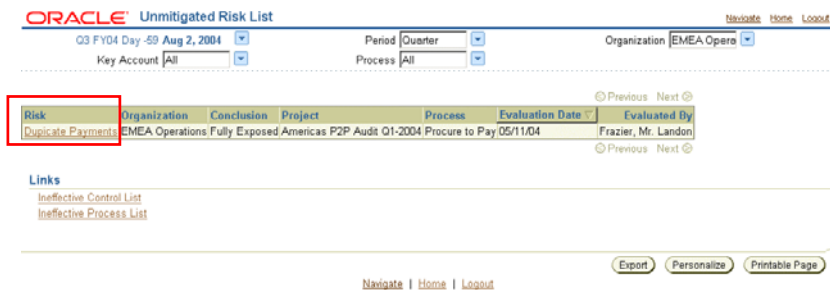 ORACLE® Unmitigated Risk List
Navigate Home Logout
Q3 FY04 Day -59 Aug 2, 2004 Period Quarter Organization EMEA Opera
Key Account All Process All
Previous Next
Risk Organization Conclusion Project Process Evaluation Date Evaluated By
Dupicate Payments EMEA Operations Fully Exposed Americas P2P Audit Q1-2004 Procure to Pay 05/11/04 Frazier, Mr. Landon
Previous Next
Links
Ineffective Control List
Ineffective Process List
Export Personalize Printable Page
Navigate | Home | Logout